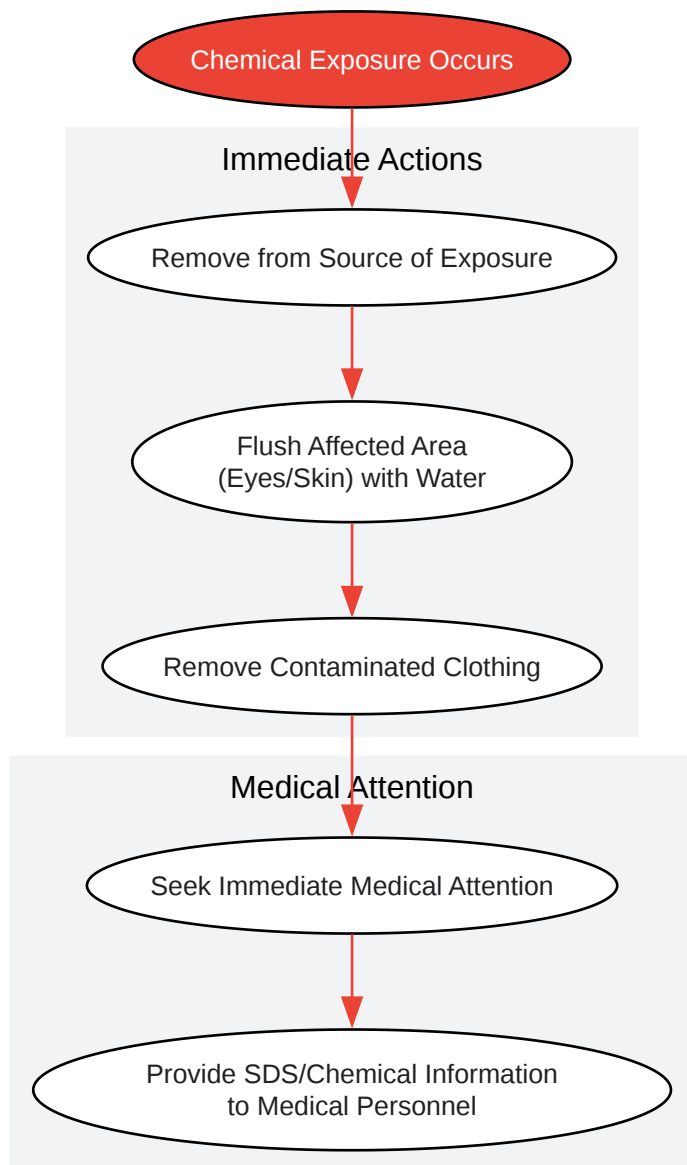 Chemical Exposure Occurs
Immediate Actions
Remove from Source of Exposure
Flush Affected Area
(Eyes/Skin) with Water
Remove Contaminated Clothing
Medical Attention
Seek Immediate Medical Attention
Provide SDS/Chemical Information
to Medical Personnel